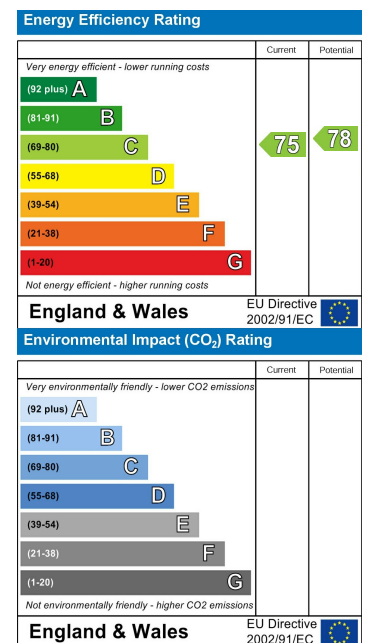 Energy Efficiency Rating
Current Potential
Very energy efficient - lower running costs
(92 plus) A
(81-91) B
(69-80) C
75 78
(55-68) D
(39-54) E
(21-38) F
(1-20) G
Not energy efficient - higher running costs
England & Wales
EU Directive
2002/91/EC
Environmental Impact (CO₂) Rating
Current Potential
Very environmentally friendly - lower CO2 emissions
(92 plus) A
(81-91) B
(69-80) C
(55-68) D
(39-54) E
(21-38) F
(1-20) G
Not environmentally friendly - higher CO2 emissions
England & Wales
EU Directive
2002/91/EC